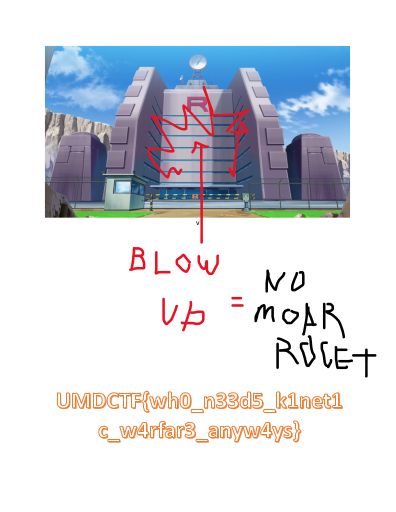 R
v
BLOW
UP
=
NO
MOAR
ROCET
UMDCTF{wh0_n33d5_k1net1
c_w4rfar3_anyw4ys}